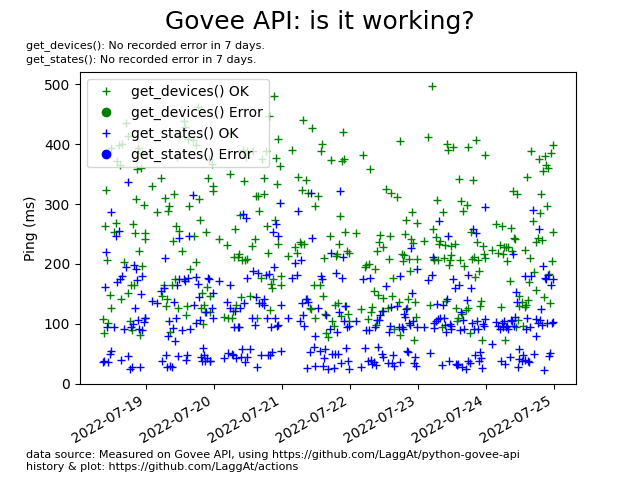 Govee API: is it working?
get_devices(): No recorded error in 7 days.
get_states(): No recorded error in 7 days.
get_devices() OK
get_devices() Error
get_states() OK
get_states() Error
Ping (ms)
500
400
300
200
100
0
2022-07-19
2022-07-20
2022-07-21
2022-07-22
2022-07-23
2022-07-24
2022-07-25
data source: Measured on Govee API, using https://github.com/LaggAt/python-govee-api
history & plot: https://github.com/LaggAt/actions